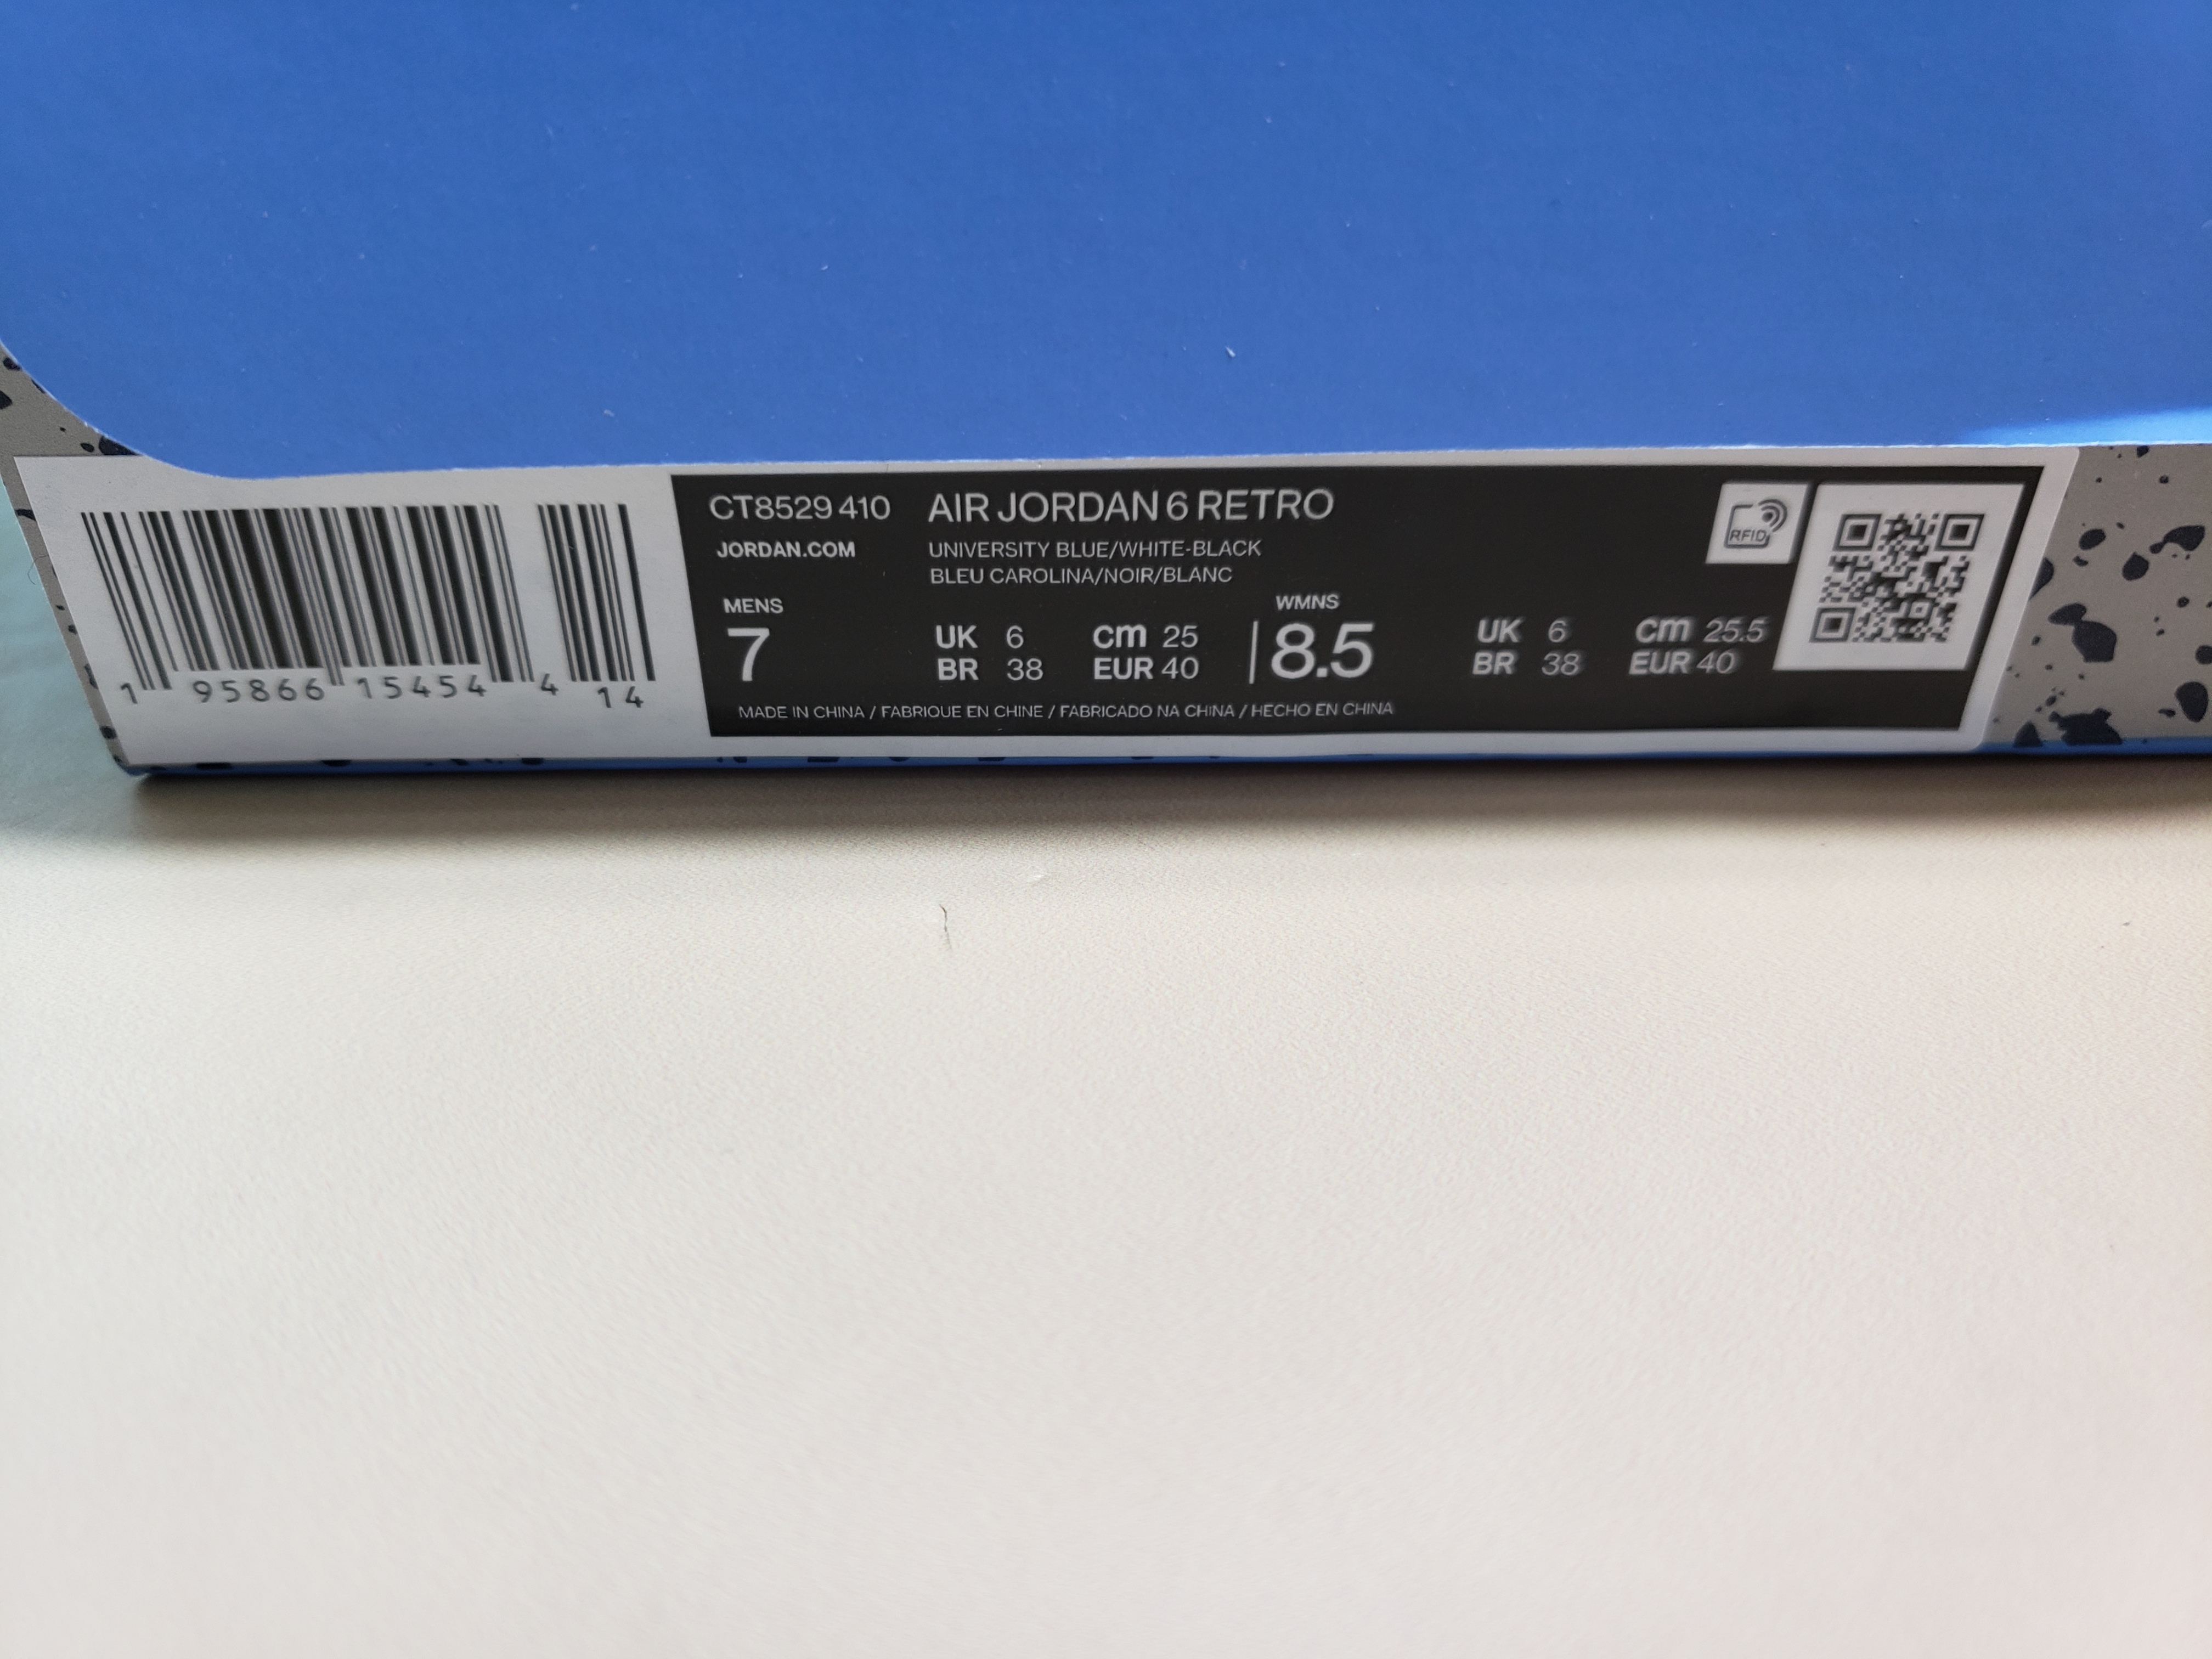 CT8529 410 AIR JORDAN 6 RETRO
JORDAN.COM UNIVERSITY BLUE/WHITE-BLACK
BLEU CAROLINA/NOIR/BLANC
MENS WMNS
7 UK 6 cm 25 8.5 UK 6 cm 25.5
BR 38 EUR 40 BR 38 EUR 40
MADE IN CHINA / FABRIQUE EN CHINE / FABRICADO NA CHINA / HECHO EN CHINA
1 95866 15454 4 14
RFID